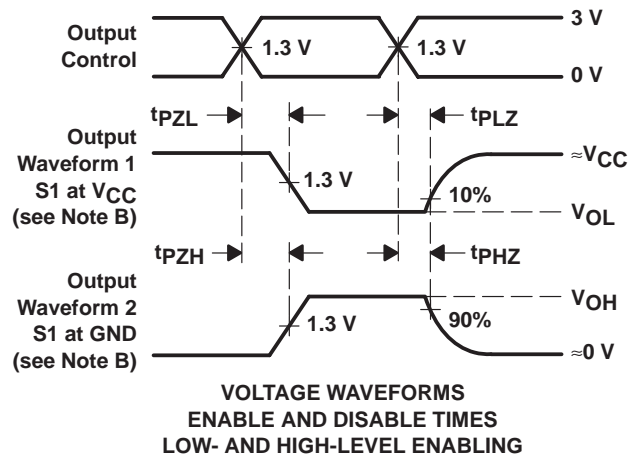 Output
Control
1.3 V
1.3 V
3 V
0 V
tPZL
tPLZ
Output
Waveform 1
S1 at VCC
(see Note B)
1.3 V
10%
≈VCC
VOL
tPZH
tPHZ
Output
Waveform 2
S1 at GND
(see Note B)
1.3 V
90%
VOH
≈0 V
VOLTAGE WAVEFORMS
ENABLE AND DISABLE TIMES
LOW- AND HIGH-LEVEL ENABLING